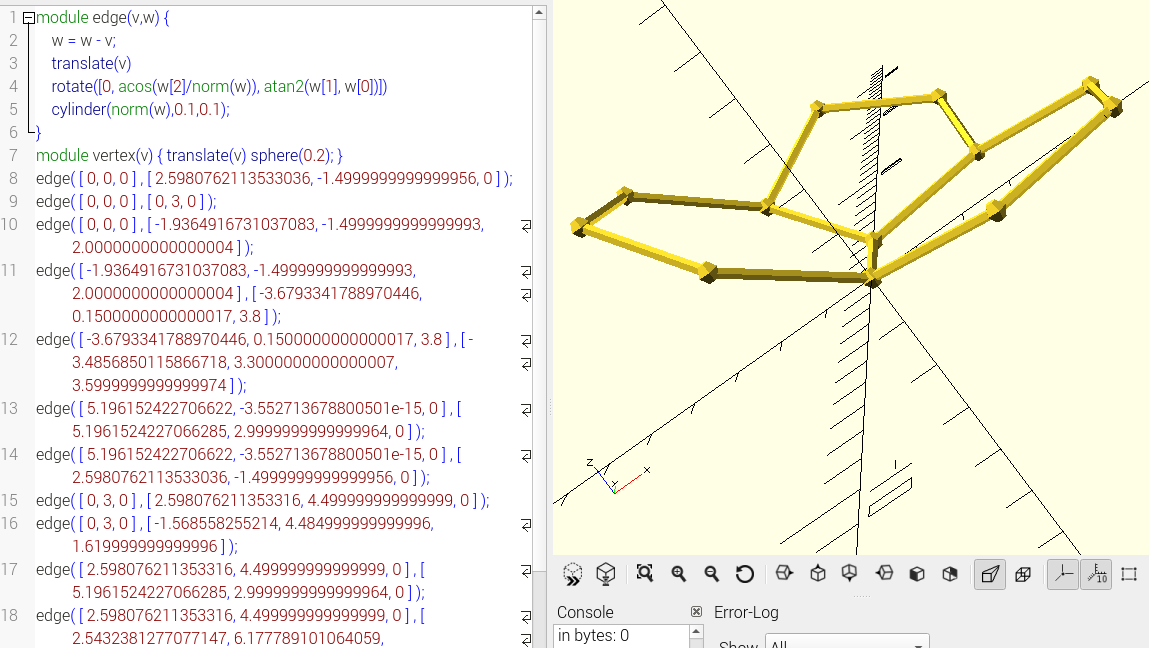 1 module edge(v,w) {
2 w = w - v;
3 translate(v)
4 rotate([0, acos(w[2]/norm(w)), atan2(w[1], w[0])])
5 cylinder(norm(w),0.1,0.1);
6 }
7 module vertex(v) { translate(v) sphere(0.2); }
8 edge( [ 0, 0, 0 ] , [ 2.5980762113533036, -1.4999999999999956, 0 ] );
9 edge( [ 0, 0, 0 ] , [ 0, 3, 0 ] );
10 edge( [ 0, 0, 0 ] , [ -1.9364916731037083, -1.4999999999999993,
2.0000000000000004 ] );
11 edge( [ -1.9364916731037083, -1.4999999999999993,
2.0000000000000004 ] , [ -3.6793341788970446,
0.1500000000000017, 3.8 ] );
12 edge( [ -3.6793341788970446, 0.1500000000000017, 3.8 ] , [ -
3.4856850115866718, 3.30000000000007,
3.5999999999999974 ] );
13 edge( [ 5.196152422706622, -3.552713678800501e-15, 0 ] , [
5.1961524227066285, 2.9999999999999964, 0 ] );
14 edge( [ 5.196152422706622, -3.552713678800501e-15, 0 ] , [
2.5980762113533036, -1.4999999999999956, 0 ] );
15 edge( [ 0, 3, 0 ] , [ 2.598076211353316, 4.499999999999999, 0 ] );
16 edge( [ 0, 3, 0 ] , [ -1.568558255214, 4.484999999999996,
1.619999999999996 ] );
17 edge( [ 2.598076211353316, 4.499999999999999, 0 ] , [
5.1961524227066285, 2.9999999999999964, 0 ] );
18 edge( [ 2.598076211353316, 4.499999999999999, 0 ] , [
2.5432381277077147, 6.177789101064059,
Z
Y
X
10
Console
Error-Log
in bytes: 0
Show
All